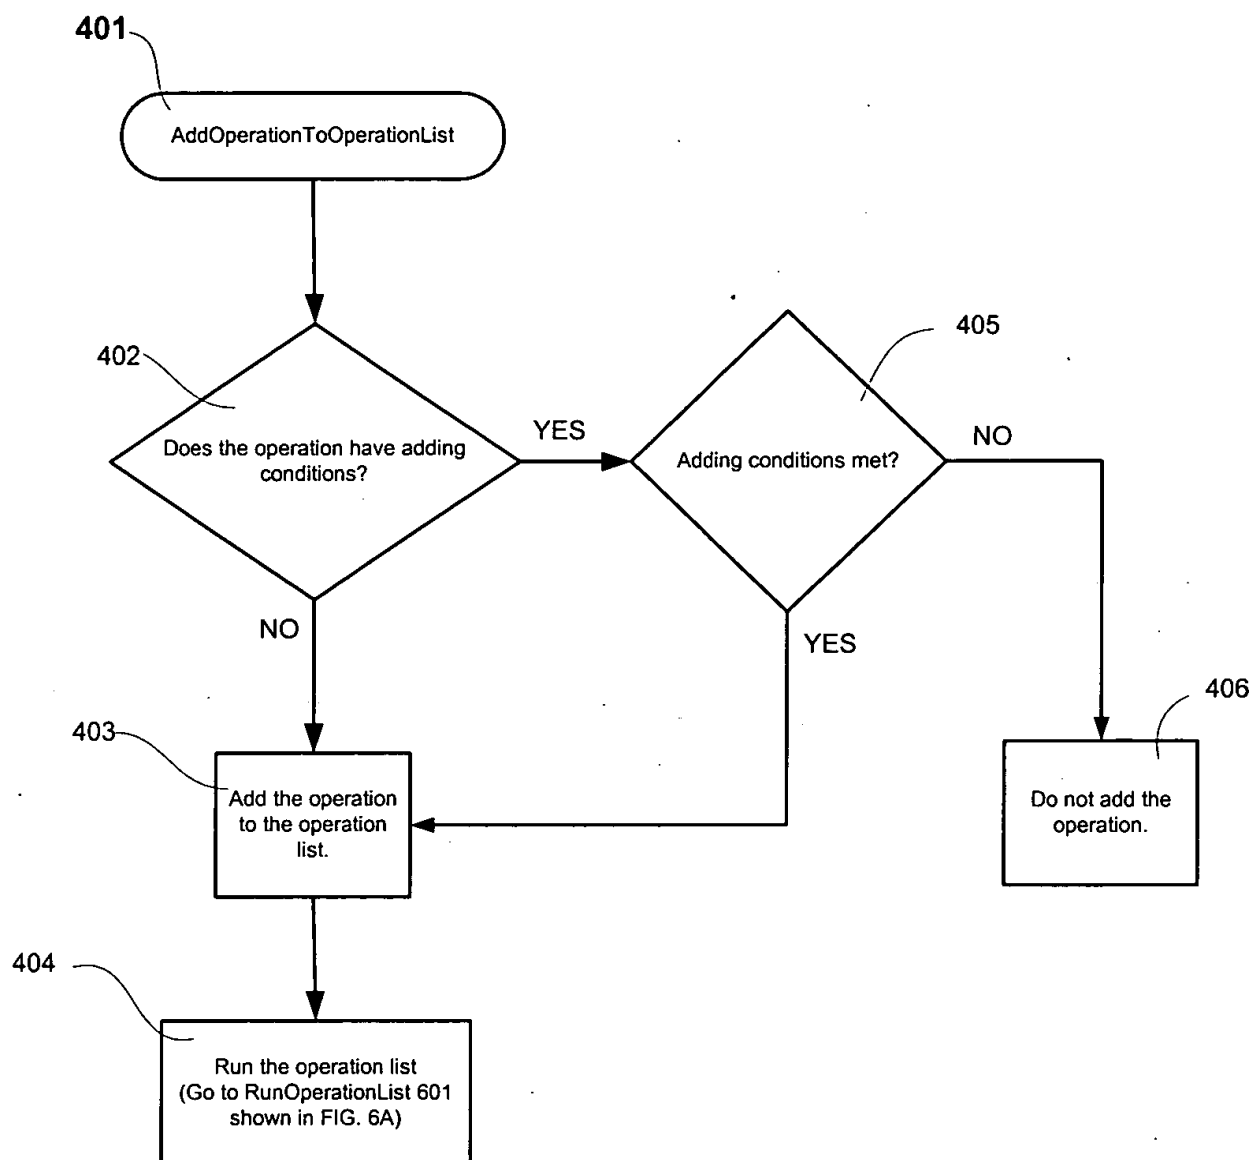 401
AddOperationToOperationList
402
Does the operation have adding
conditions?
YES
405
Adding conditions met?
NO
NO
YES
403
Add the operation
to the operation
list.
406
Do not add the
operation.
404
Run the operation list
(Go to RunOperationList 601
shown in FIG. 6A)